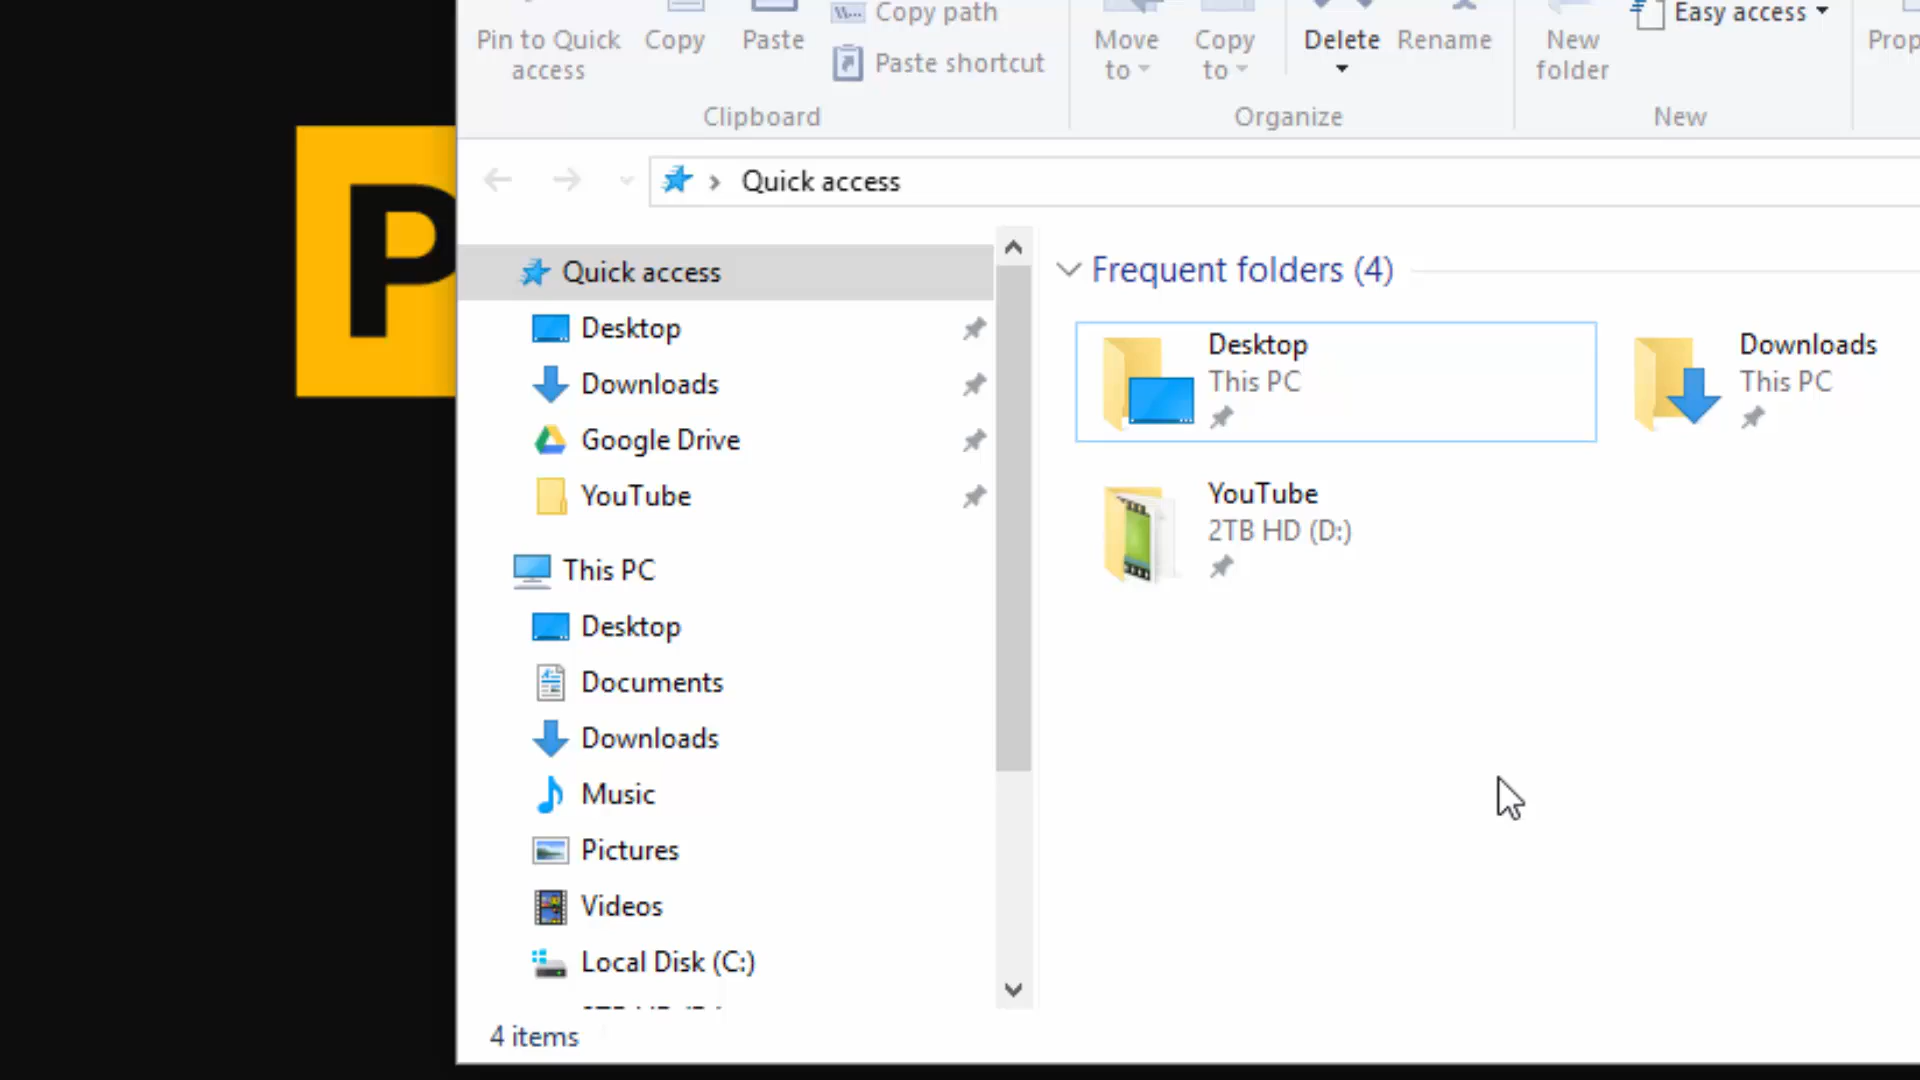 Copy path
Easy access
Pin to Quick access
Copy
Paste
Paste shortcut
Move to
Copy to
Delete
Rename
New folder
Clipboard
Organize
New
P
Quick access
Quick access
Desktop
Downloads
Google Drive
YouTube
This PC
Desktop
Documents
Downloads
Music
Pictures
Videos
Local Disk (C:)
Frequent folders (4)
Desktop
This PC
Downloads
This PC
YouTube
2TB HD (D:)
4 items